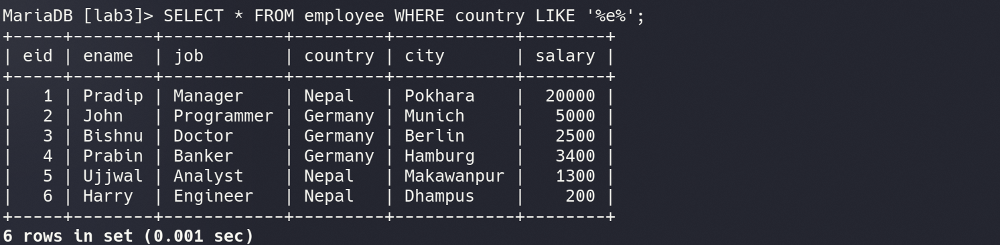 MariaDB [lab3]> SELECT * FROM employee WHERE country LIKE '%e%';
+-----+--------+------------+---------+------------+--------+
| eid | ename  | job        | country | city       | salary |
+-----+--------+------------+---------+------------+--------+
|   1 | Pradip | Manager    | Nepal   | Pokhara    |  20000 |
|   2 | John   | Programmer | Germany | Munich     |   5000 |
|   3 | Bishnu | Doctor     | Germany | Berlin     |   2500 |
|   4 | Prabin | Banker     | Germany | Hamburg    |   3400 |
|   5 | Ujjwal | Analyst    | Nepal   | Makawanpur |   1300 |
|   6 | Harry  | Engineer   | Nepal   | Dhampus    |    200 |
+-----+--------+------------+---------+------------+--------+
6 rows in set (0.001 sec)